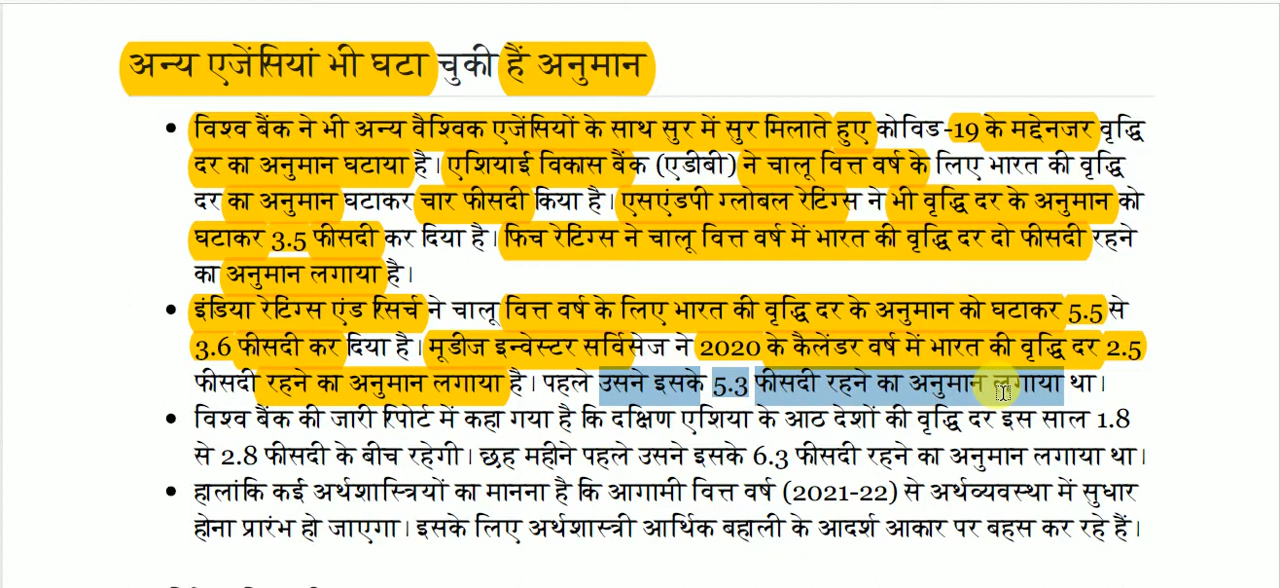 अन्य एजेंसियां भी घटा चुकी हैं अनुमान
विश्व बैंक ने भी अन्य वैश्विक एजेंसियों के साथ सुर में सुर मिलाते हुए कोविड-19 के मद्देनजर वृद्धि
दर का अनुमान घटाया है। एशियाई विकास बैंक (एडीबी) ने चालू वित्त वर्ष के लिए भारत की वृद्धि
दर का अनुमान घटाकर चार फीसदी किया है। एसएंडपी ग्लोबल रेटिंग्स ने भी वृद्धि दर के अनुमान को
घटाकर 3.5 फीसदी कर दिया है। फिच रेटिंग्स ने चालू वित्त वर्ष में भारत की वृद्धि दर दो फीसदी रहने
का अनुमान लगाया है।
इंडिया रेटिंग्स एंड रिसर्च ने चालू वित्त वर्ष के लिए भारत की वृद्धि दर के अनुमान को घटाकर 5.5 से
3.6 फीसदी कर दिया है। मूडीज इन्वेस्टर सर्विसेज ने 2020 के कैलेंडर वर्ष में भारत की वृद्धि दर 2.5
फीसदी रहने का अनुमान लगाया है। पहले उसने इसके 5.3 फीसदी रहने का अनुमान लगाया था।
विश्व बैंक की जारी रिपोर्ट में कहा गया है कि दक्षिण एशिया के आठ देशों की वृद्धि दर इस साल 1.8
से 2.8 फीसदी के बीच रहेगी। छह महीने पहले उसने इसके 6.3 फीसदी रहने का अनुमान लगाया था।
हालांकि कई अर्थशास्त्रियों का मानना है कि आगामी वित्त वर्ष (2021-22) से अर्थव्यवस्था में सुधार
होना प्रारंभ हो जाएगा। इसके लिए अर्थशास्त्री आर्थिक बहाली के आदर्श आकार पर बहस कर रहे हैं।